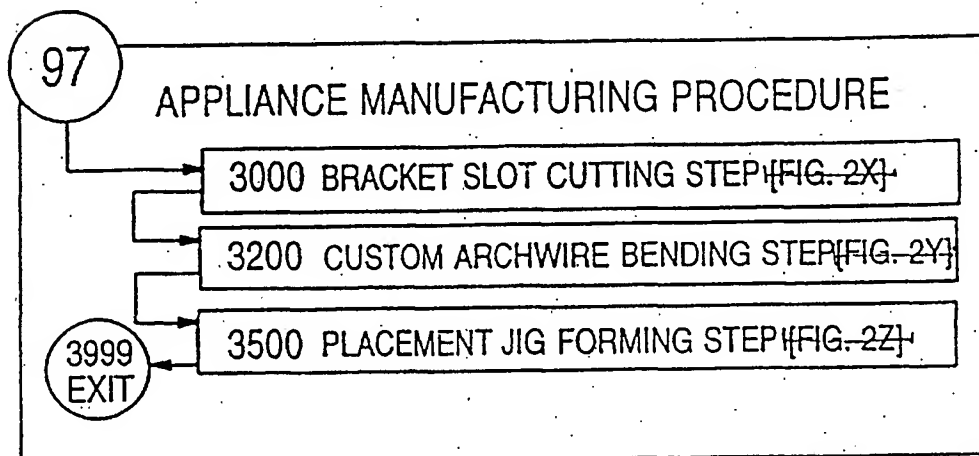 97
APPLIANCE MANUFACTURING PROCEDURE
3000 BRACKET SLOT CUTTING STEP [FIG. 2X]
3200 CUSTOM ARCHWIRE BENDING STEP [FIG. 2Y]
3500 PLACEMENT JIG FORMING STEP [FIG. 2Z]
3999
EXIT